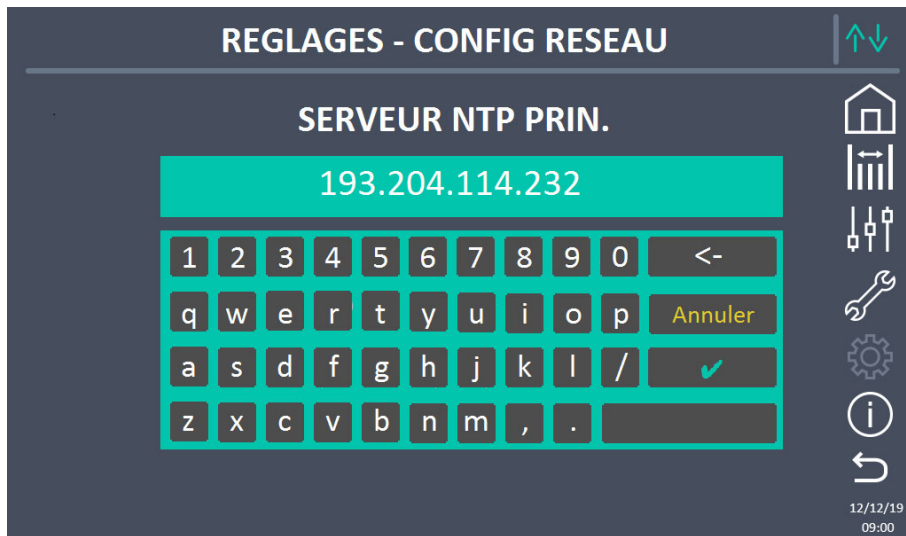 REGLAGES - CONFIG RESEAU
SERVEUR NTP PRIN.
193.204.114.232
1 2 3 4 5 6 7 8 9 0 <-
q w e r t y u i o p Annuler
a s d f g h j k l / ✔
z x c v b n m , .
i
12/12/19
09:00